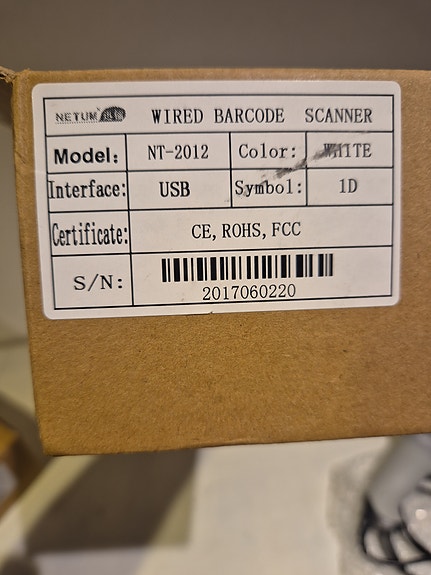 NETUM WIRED BARCODE SCANNER
Model: NT-2012 Color: WHITE
Interface: USB Symbol: 1D
Certificate: CE, ROHS, FCC
S/N:
2017060220